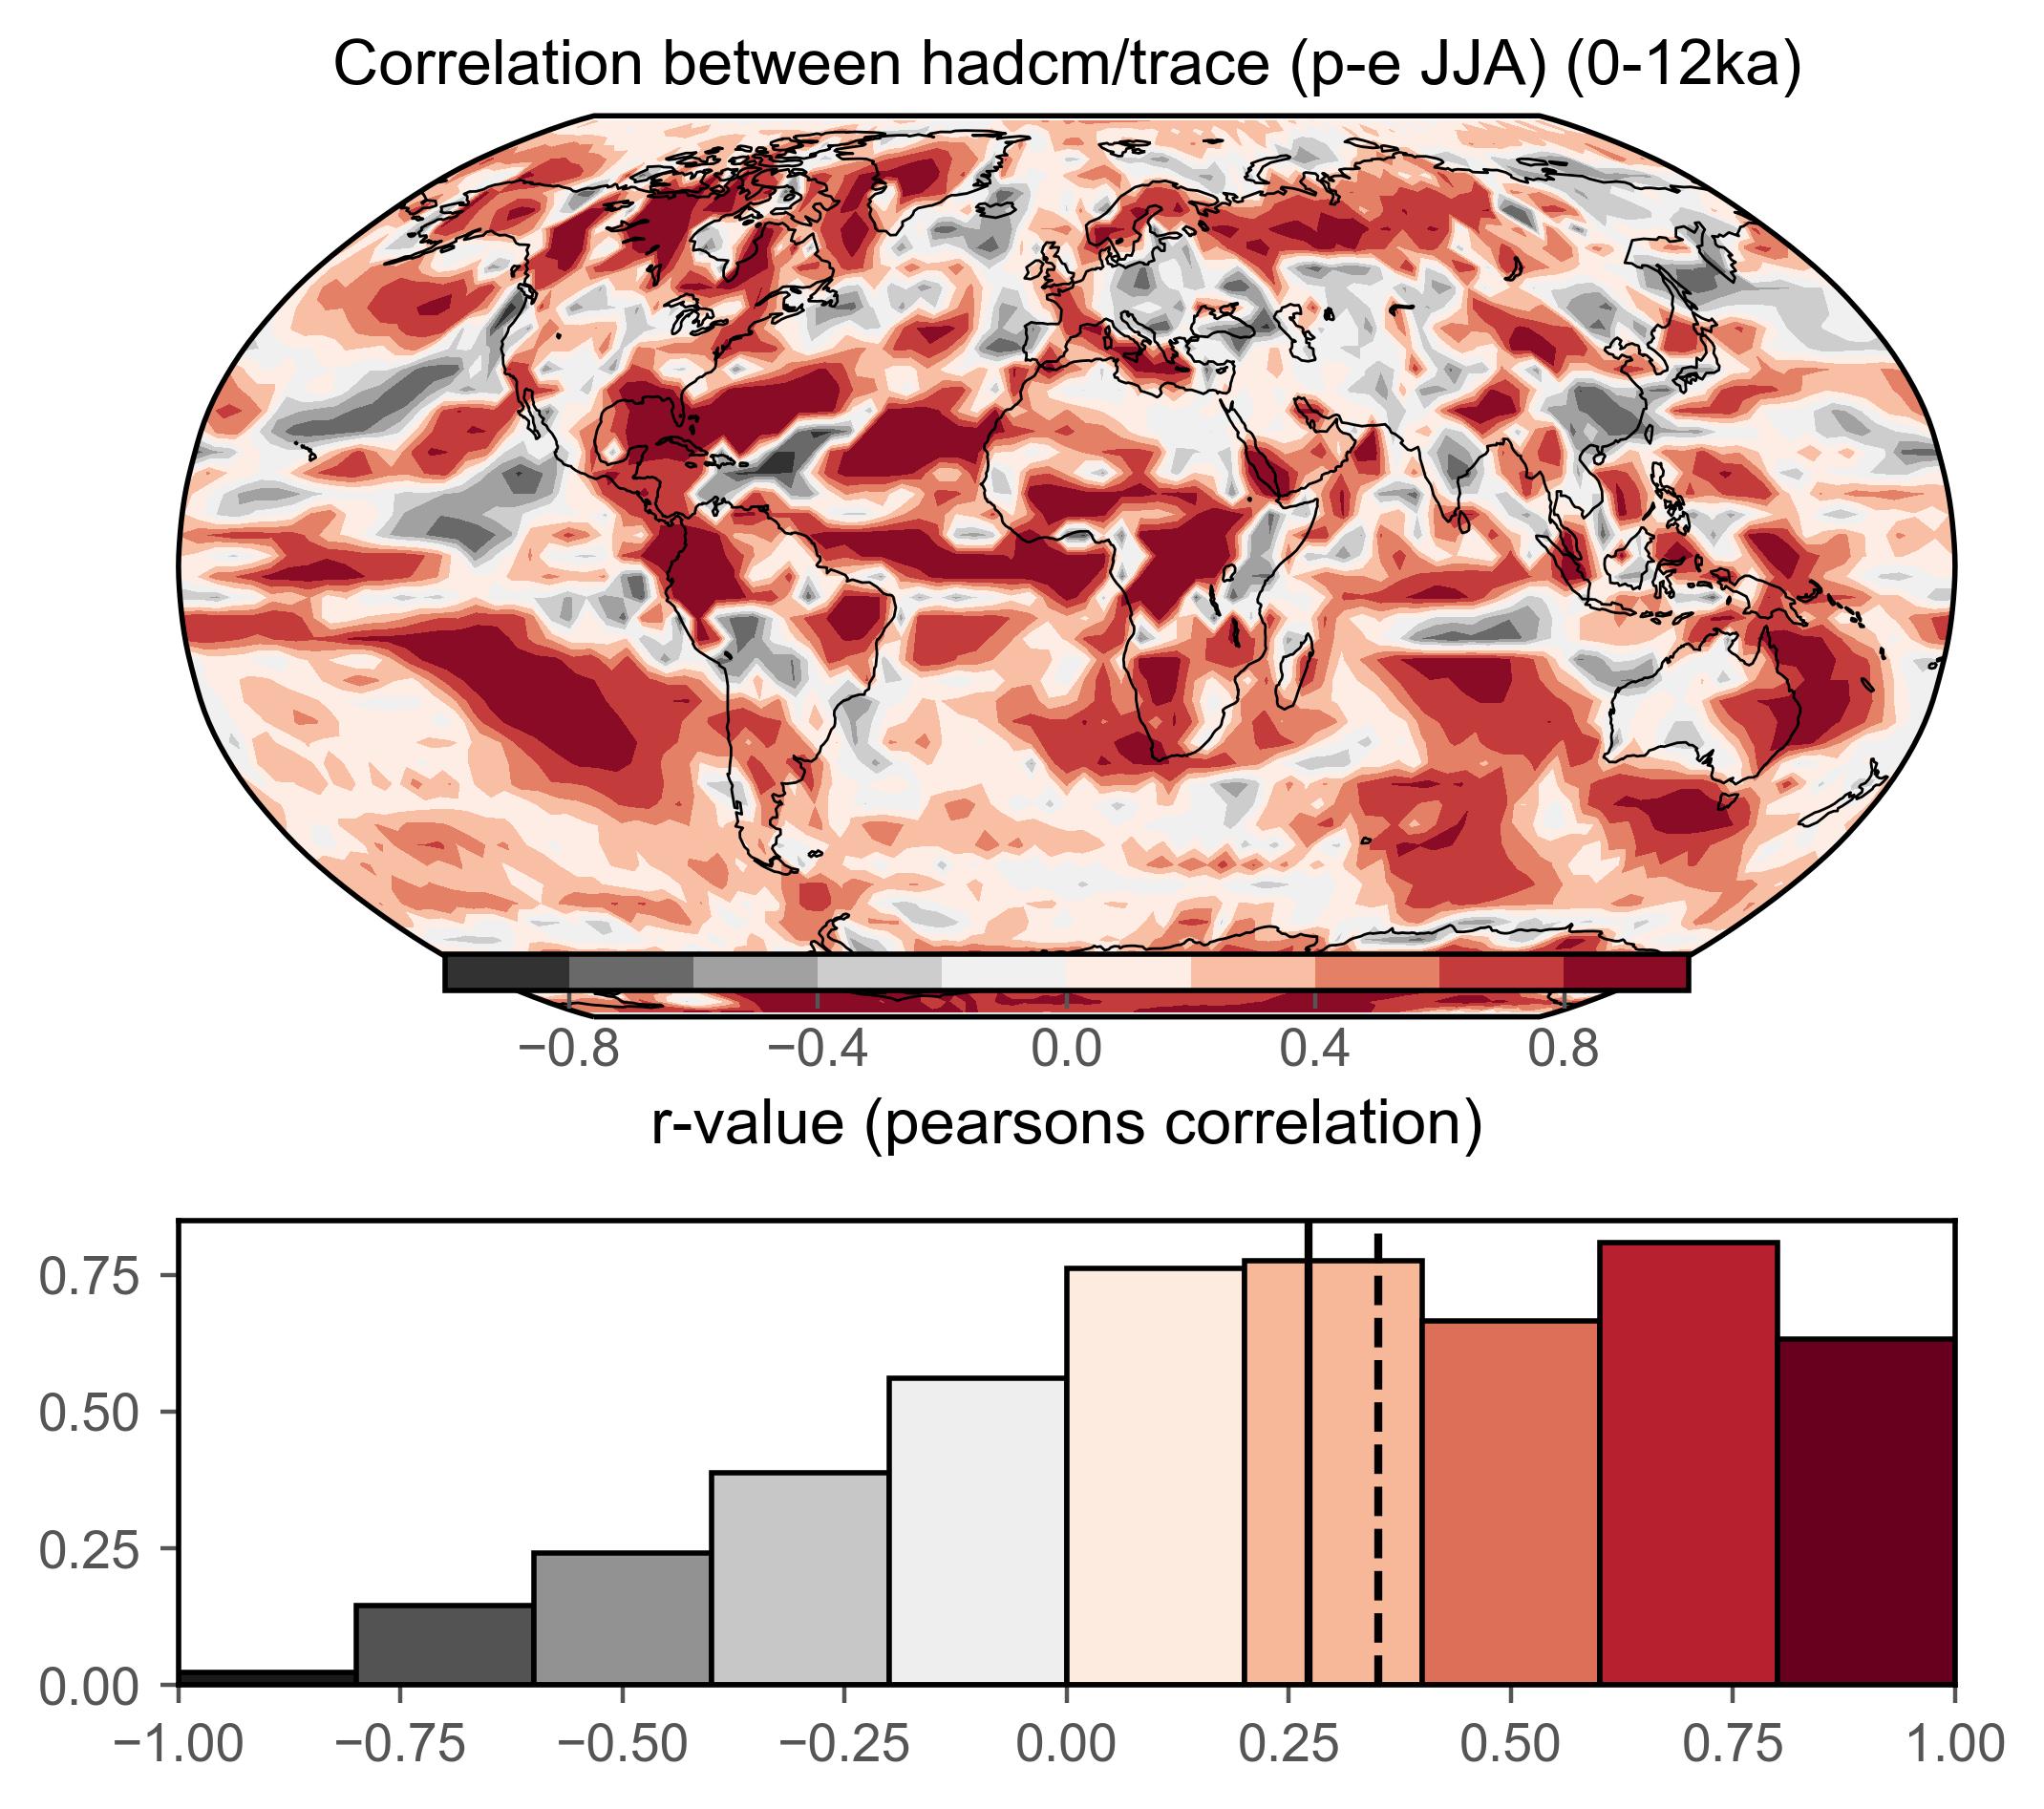 Correlation between hadcm/trace (p-e JJA) (0-12ka)
−0.8 −0.4 0.0 0.4 0.8
r-value (pearsons correlation)
0.75
0.50
0.25
0.00
−1.00 −0.75 −0.50 −0.25 0.00 0.25 0.50 0.75 1.00